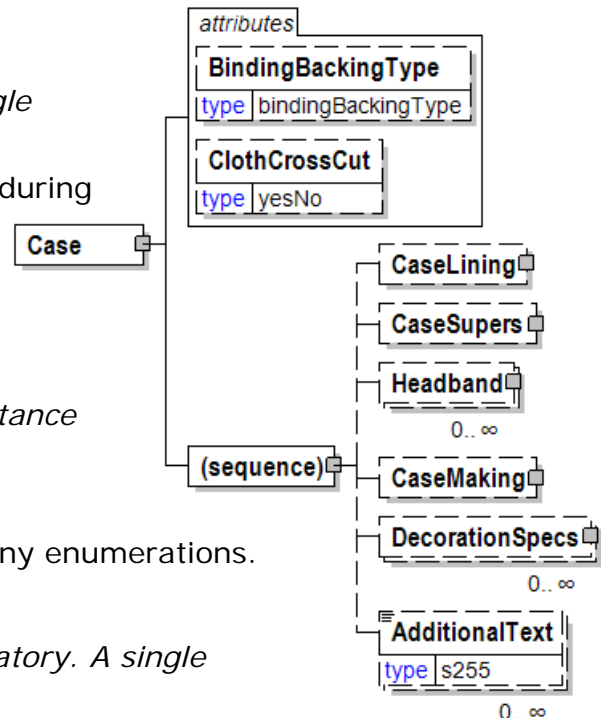 attributes
BindingBackingType
type bindingBackingType
ClothCrossCut
type yesNo
Case
CaseLining
CaseSupers
Headband
0.. ∞
(sequence)
CaseMaking
DecorationSpecs
0.. ∞
AdditionalText
type s255
0.. ∞
gle
during
tance
ny enumerations.
atory. A single